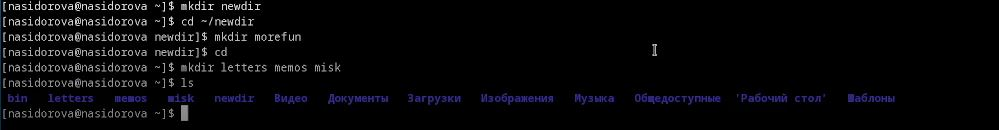 [nasidorova@nasidorova ~]$ mkdir newdir
[nasidorova@nasidorova ~]$ cd ~/newdir
[nasidorova@nasidorova newdir]$ mkdir morefun
[nasidorova@nasidorova newdir]$ cd
[nasidorova@nasidorova ~]$ mkdir letters memos misk
[nasidorova@nasidorova ~]$ ls
bin letters memos misk newdir Видео Документы Загрузки Изображения Музыка Общедоступные 'Рабочий стол' Шаблоны
[nasidorova@nasidorova ~]$